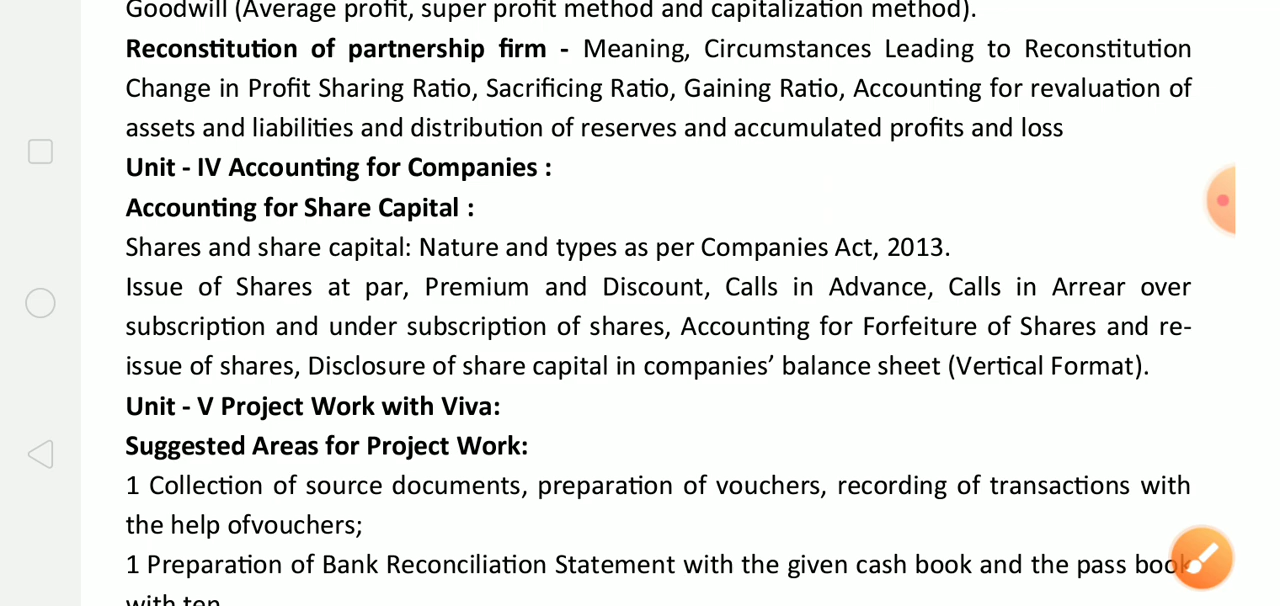 Goodwill (Average profit, super profit method and capitalization method).
Reconstitution of partnership firm - Meaning, Circumstances Leading to Reconstitution
Change in Profit Sharing Ratio, Sacrificing Ratio, Gaining Ratio, Accounting for revaluation of
assets and liabilities and distribution of reserves and accumulated profits and loss
Unit - IV Accounting for Companies :
Accounting for Share Capital :
Shares and share capital: Nature and types as per Companies Act, 2013.
Issue of Shares at par, Premium and Discount, Calls in Advance, Calls in Arrear over
subscription and under subscription of shares, Accounting for Forfeiture of Shares and re-
issue of shares, Disclosure of share capital in companies’ balance sheet (Vertical Format).
Unit - V Project Work with Viva:
Suggested Areas for Project Work:
1 Collection of source documents, preparation of vouchers, recording of transactions with
the help ofvouchers;
1 Preparation of Bank Reconciliation Statement with the given cash book and the pass book
with ten